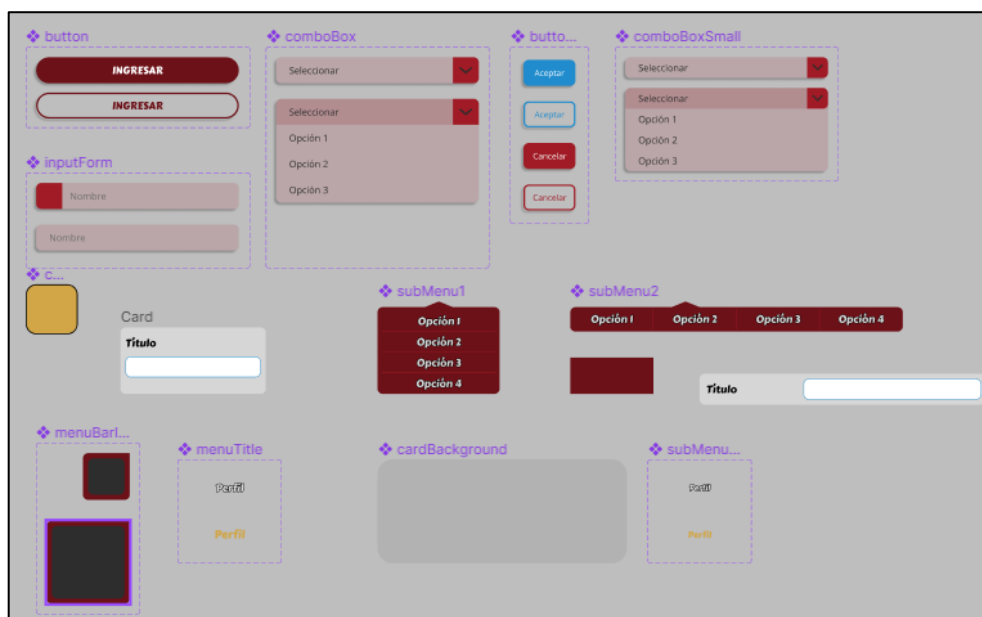 button
INGRESAR
INGRESAR
comboBox
Seleccionar
Seleccionar
Opción 1
Opción 2
Opción 3
butto...
Aceptar
Aceptar
Cancelar
Cancelar
comboBoxSmall
Seleccionar
Seleccionar
Opción 1
Opción 2
Opción 3
inputForm
Nombre
Nombre
c...
Card
Título
subMenu1
Opción 1
Opción 2
Opción 3
Opción 4
subMenu2
Opción 1 Opción 2 Opción 3 Opción 4
Título
menuBarI...
menuTitle
Perfil
Perfil
cardBackground
subMenu...
Perfil
Perfil